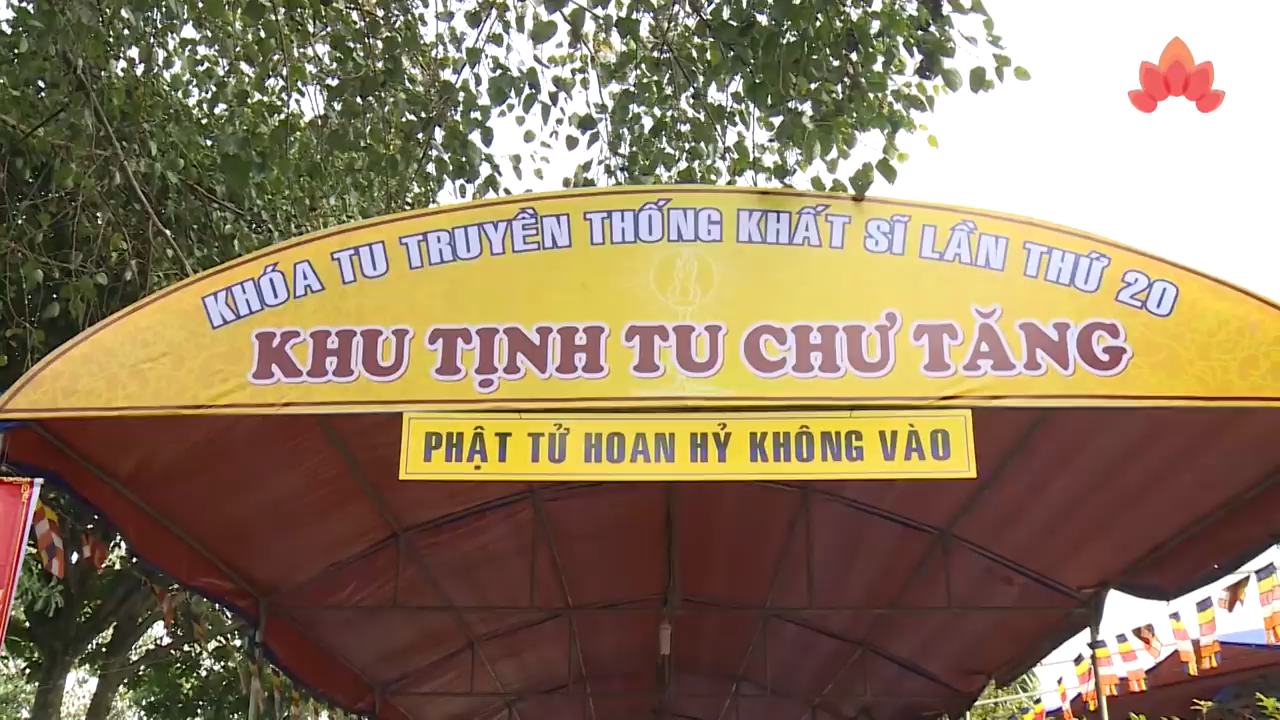 KHÓA TU TRUYỀN THỐNG KHẤT SĨ LẦN THỨ 20
KHU TỊNH TU CHƯ TĂNG
PHẬT TỬ HOAN HỶ KHÔNG VÀO